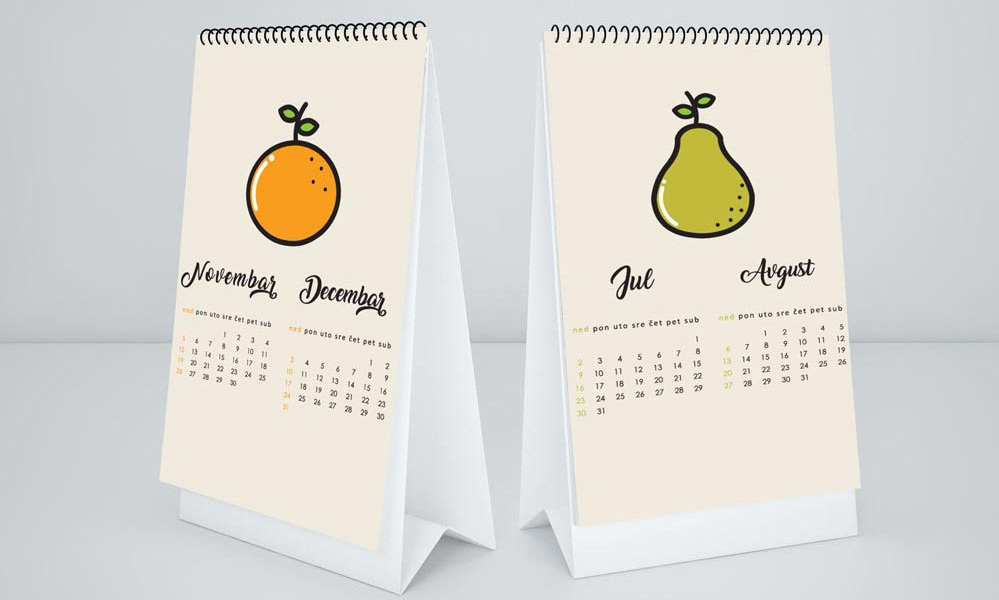 Novembar
ned pon uto sre čet pet sub
1 2 3 4
5 6 7 8 9 10 11
12 13 14 15 16 17 18
19 20 21 22 23 24 25
26 27 28 29 30
Decembar
ned pon uto sre čet pet sub
1 2
3 4 5 6 7 8 9
10 11 12 13 14 15 16
17 18 19 20 21 22 23
24 25 26 27 28 29 30
31
Jul
ned pon uto sre čet pet sub
1
2 3 4 5 6 7 8
9 10 11 12 13 14 15
16 17 18 19 20 21 22
23 24 25 26 27 28 29
30 31
Avgust
ned pon uto sre čet pet sub
1 2 3 4 5
6 7 8 9 10 11 12
13 14 15 16 17 18 19
20 21 22 23 24 25 26
27 28 29 30 31